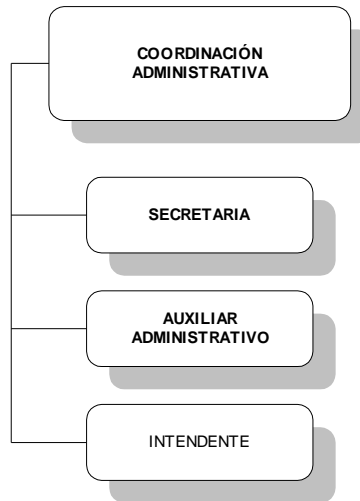 COORDINACIÓN
ADMINISTRATIVA
SECRETARIA
AUXILIAR
ADMINISTRATIVO
INTENDENTE